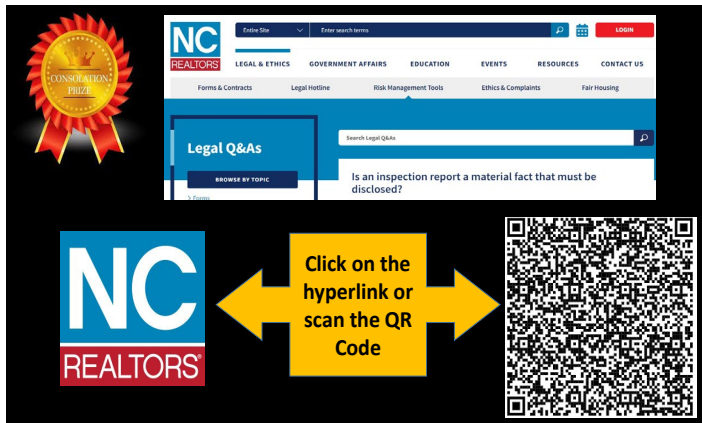 CONSOLATION
PRIZE
NC
REALTORS
Entire Site
Enter search terms
LOGIN
LEGAL & ETHICS
GOVERNMENT AFFAIRS
EDUCATION
EVENTS
RESOURCES
CONTACT US
Forms & Contracts
Legal Hotline
Risk Management Tools
Ethics & Complaints
Fair Housing
Legal Q&As
BROWSE BY TOPIC
> Forms
Search Legal Q&As
Is an inspection report a material fact that must be
disclosed?
NC
REALTORS®
Click on the
hyperlink or
scan the QR
Code